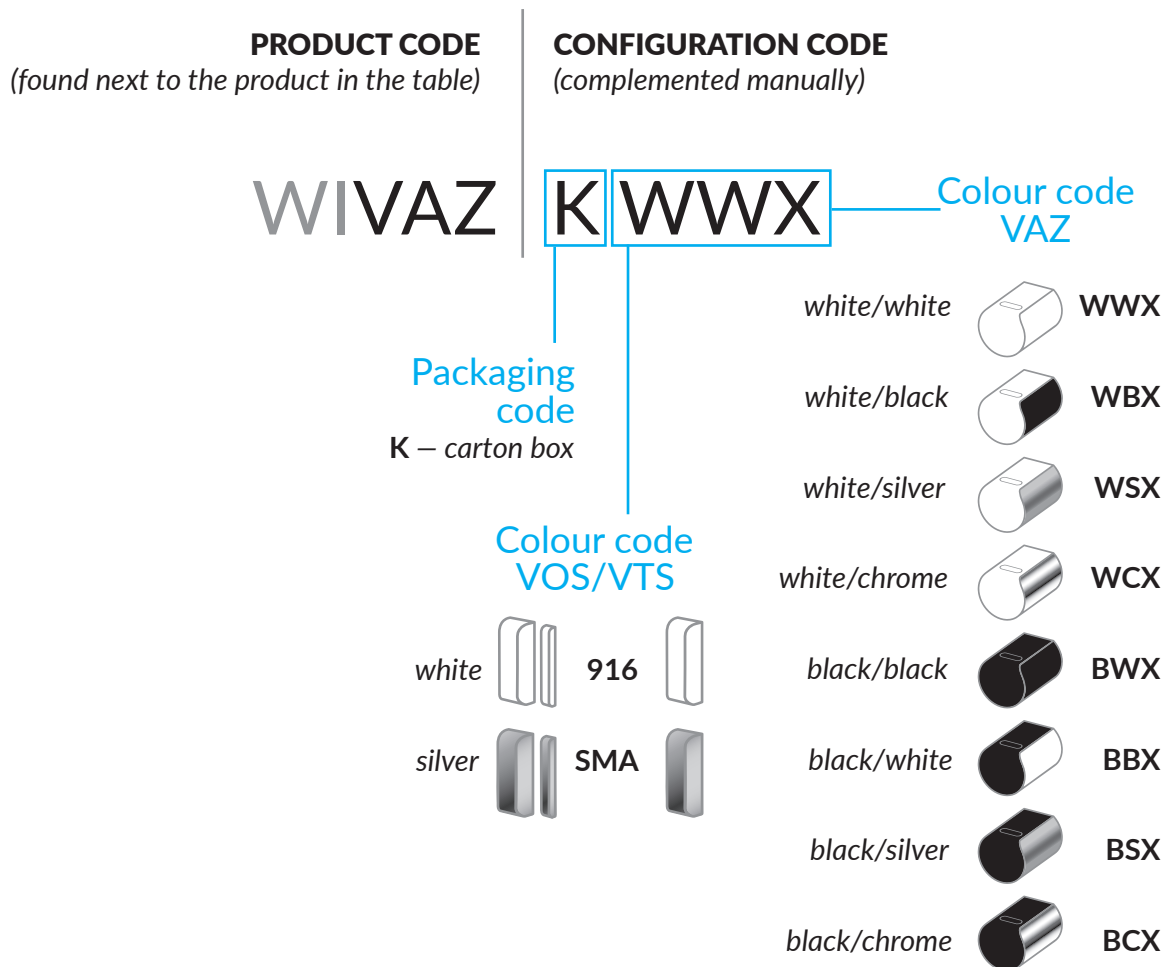 PRODUCT CODE
(found next to the product in the table)
CONFIGURATION CODE
(complemented manually)
WIVAZ KWWX
Colour code
VAZ
white/white WWX
white/black WBX
white/silver WSX
white/chrome WCX
black/black BWX
black/white BBX
black/silver BSX
black/chrome BCX
Packaging
code
K – carton box
Colour code
VOS/VTS
white 916
silver SMA